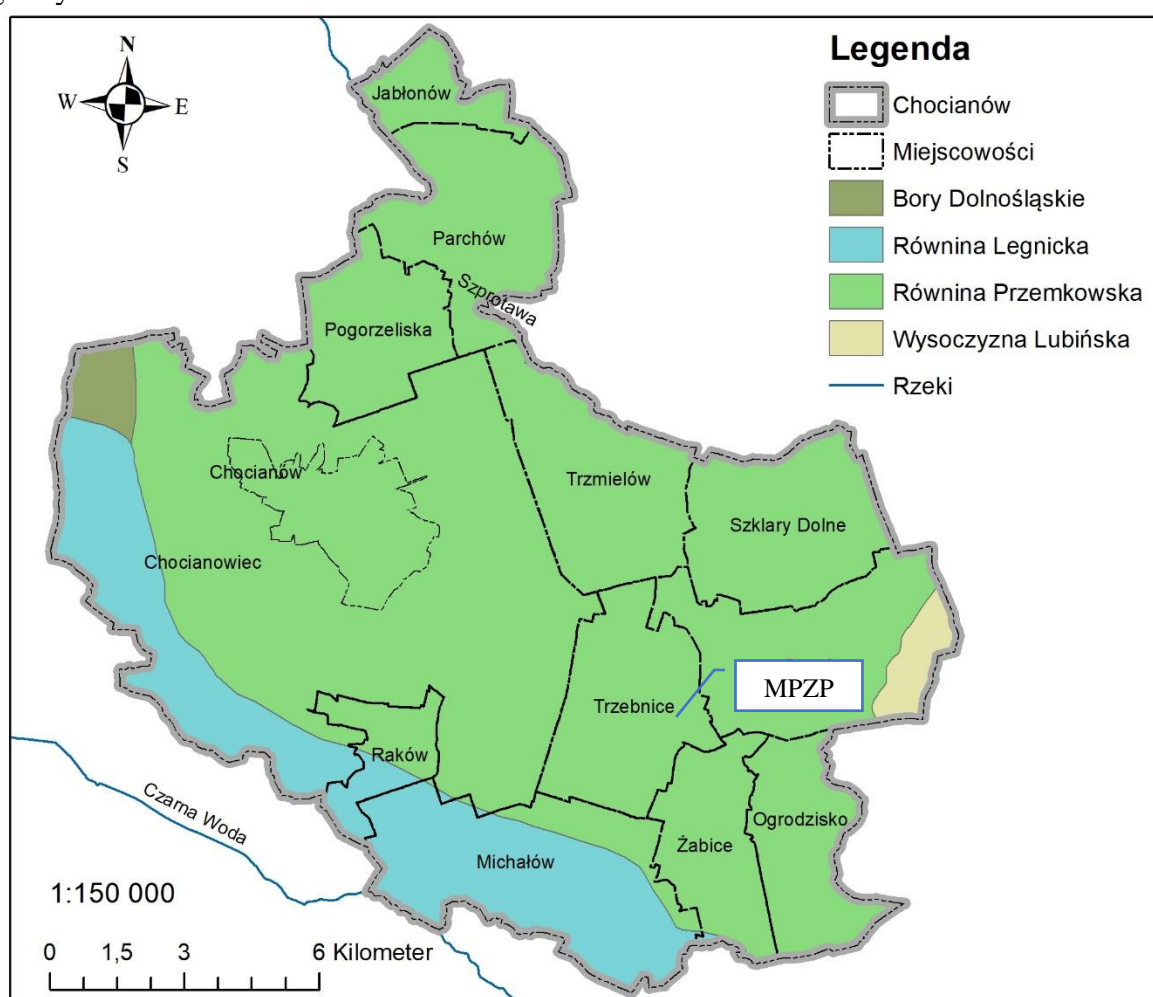 N
W
E
S
Legenda
Chocianów
Miejscowości
Bory Dolnośląskie
Równina Legnicka
Równina Przemkowska
Wysoczyzna Lubińska
Rzeki
Jabłonów
Parchów
Szprotawa
Pogorzeliska
Chocianów
Trzmielów
Szklary Dolne
Chocianowiec
MPZP
Trzebnice
Raków
Czarna Woda
Ogrodzisko
Żabice
Michałów
1:150 000
0 1,5 3 6 Kilometer